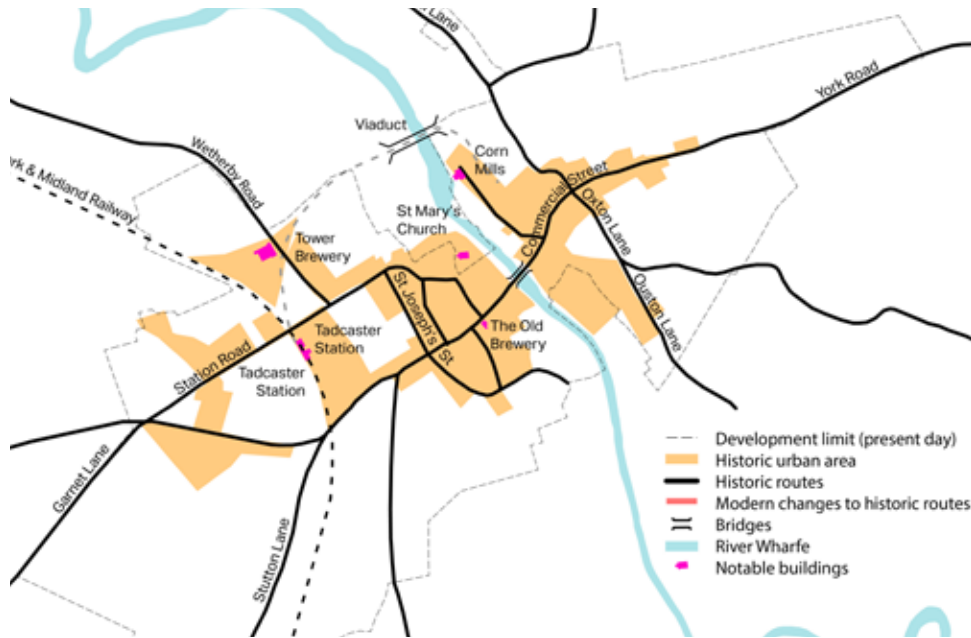 Lane
York Road
Viaduct
Wetherby Road
Corn
Mills
Commercial Street
& Midland Railway
St Mary's
Church
Oxton Lane
Tower
Brewery
Ouston Lane
St Joseph's St
The Old
Brewery
Tadcaster
Station
Station Road
Tadcaster
Station
Garnet Lane
Stutton Lane
Development limit (present day)
Historic urban area
Historic routes
Modern changes to historic routes
Bridges
River Wharfe
Notable buildings